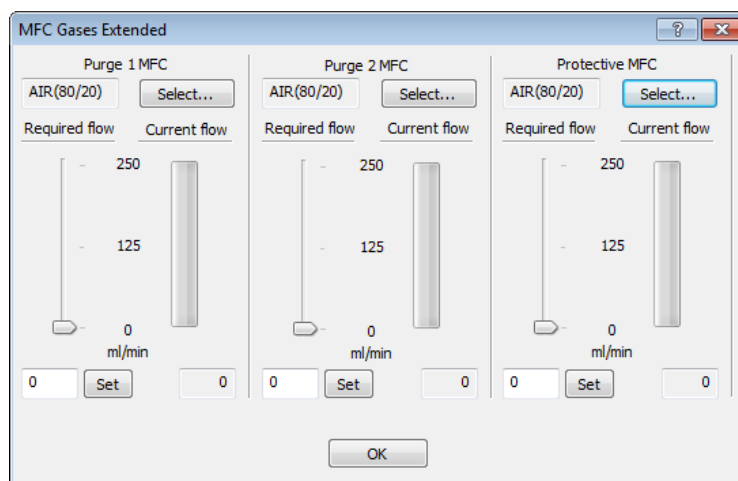 MFC Gases Extended
?
Purge 1 MFC
AIR(80/20) Select...
Required flow Current flow
250
125
0
ml/min
0 Set 0
Purge 2 MFC
AIR(80/20) Select...
Required flow Current flow
250
125
0
ml/min
0 Set 0
Protective MFC
AIR(80/20) Select...
Required flow Current flow
250
125
0
ml/min
0 Set 0
OK